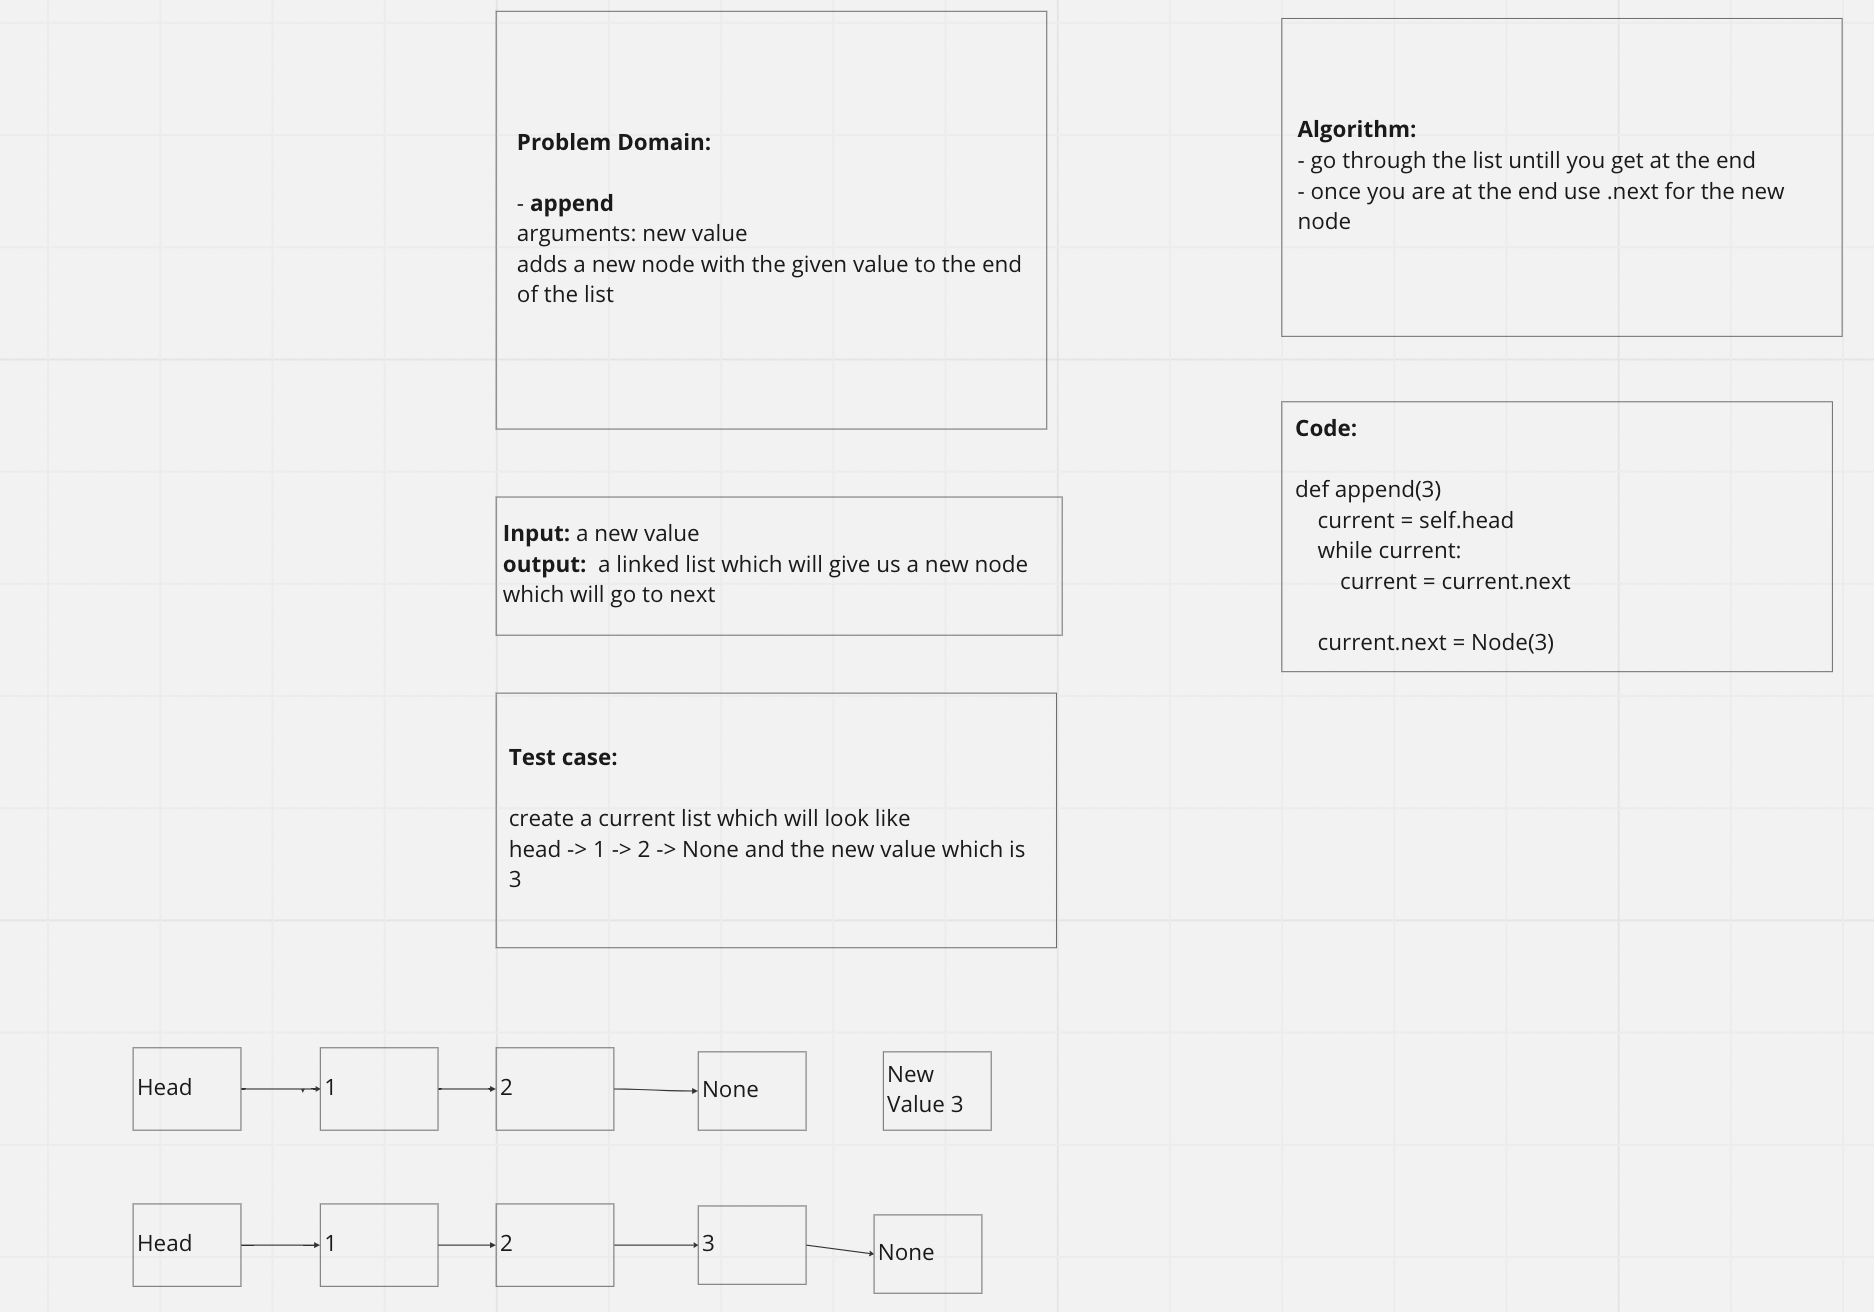 Problem Domain:
- append
arguments: new value
adds a new node with the given value to the end
of the list
Input: a new value
output:  a linked list which will give us a new node
which will go to next
Test case:
create a current list which will look like
head -> 1 -> 2 -> None and the new value which is
3
Algorithm:
- go through the list untill you get at the end
- once you are at the end use .next for the new
node
Code:
def append(3)
current = self.head
while current:
current = current.next
current.next = Node(3)
Head
1
2
None
New
Value 3
Head
1
2
3
None